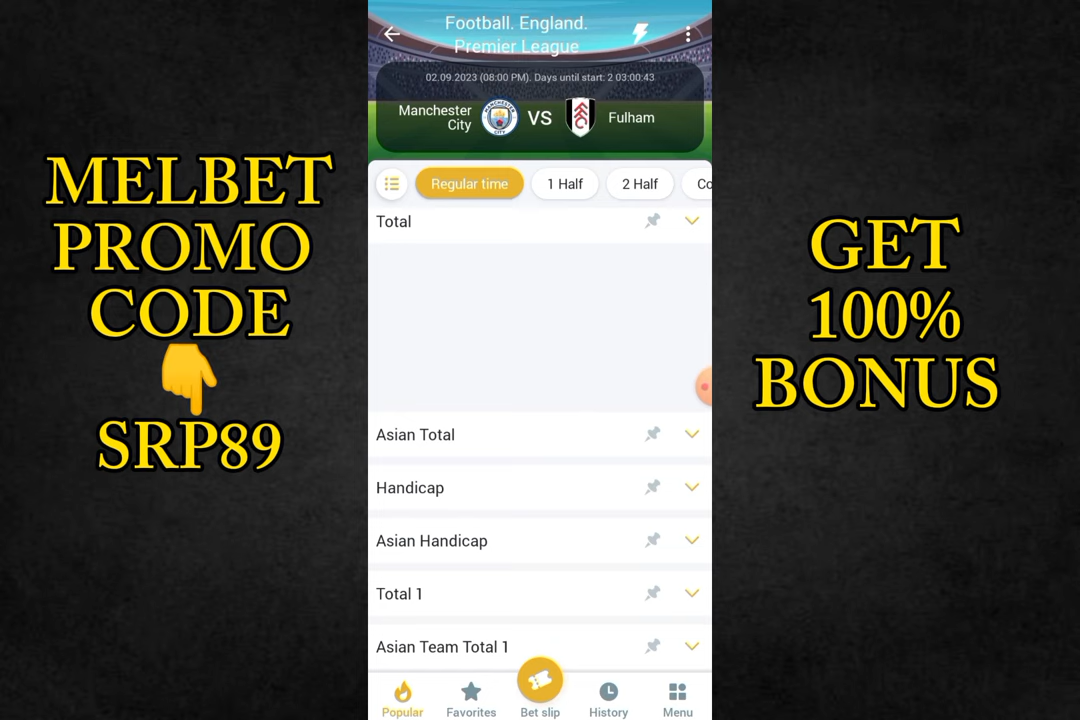 MELBET
PROMO
CODE
SRP89
Football. England.
Premier League
02.09.2023 (08:00 PM). Days until start: 2 03:00:43
Manchester
City
VS
Fulham
Regular time
1 Half
2 Half
Co
Total
Asian Total
Handicap
Asian Handicap
Total 1
Asian Team Total 1
Popular
Favorites
Bet slip
History
Menu
GET
100%
BONUS